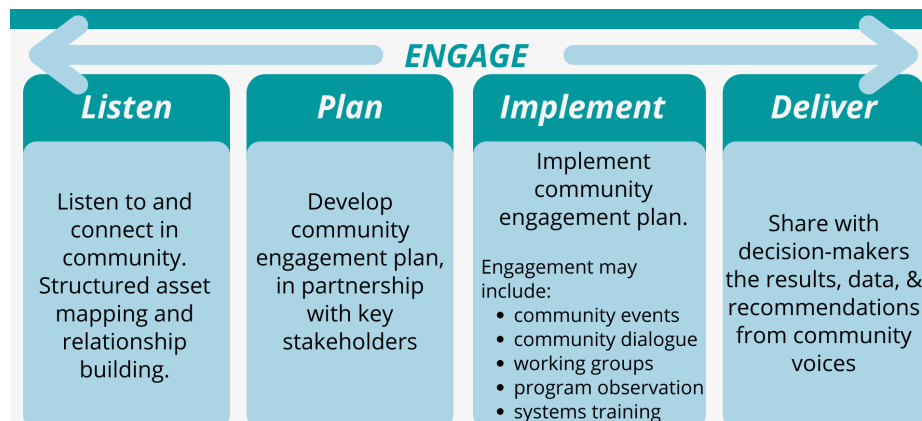 ENGAGE
Listen
Listen to and
connect in
community.
Structured asset
mapping and
relationship
building.
Plan
Develop
community
engagement plan,
in partnership
with key
stakeholders
Implement
Implement
community
engagement plan.
Engagement may
include:
• community events
• community dialogue
• working groups
• program observation
• systems training
Deliver
Share with
decision-makers
the results, data, &
recommendations
from community
voices